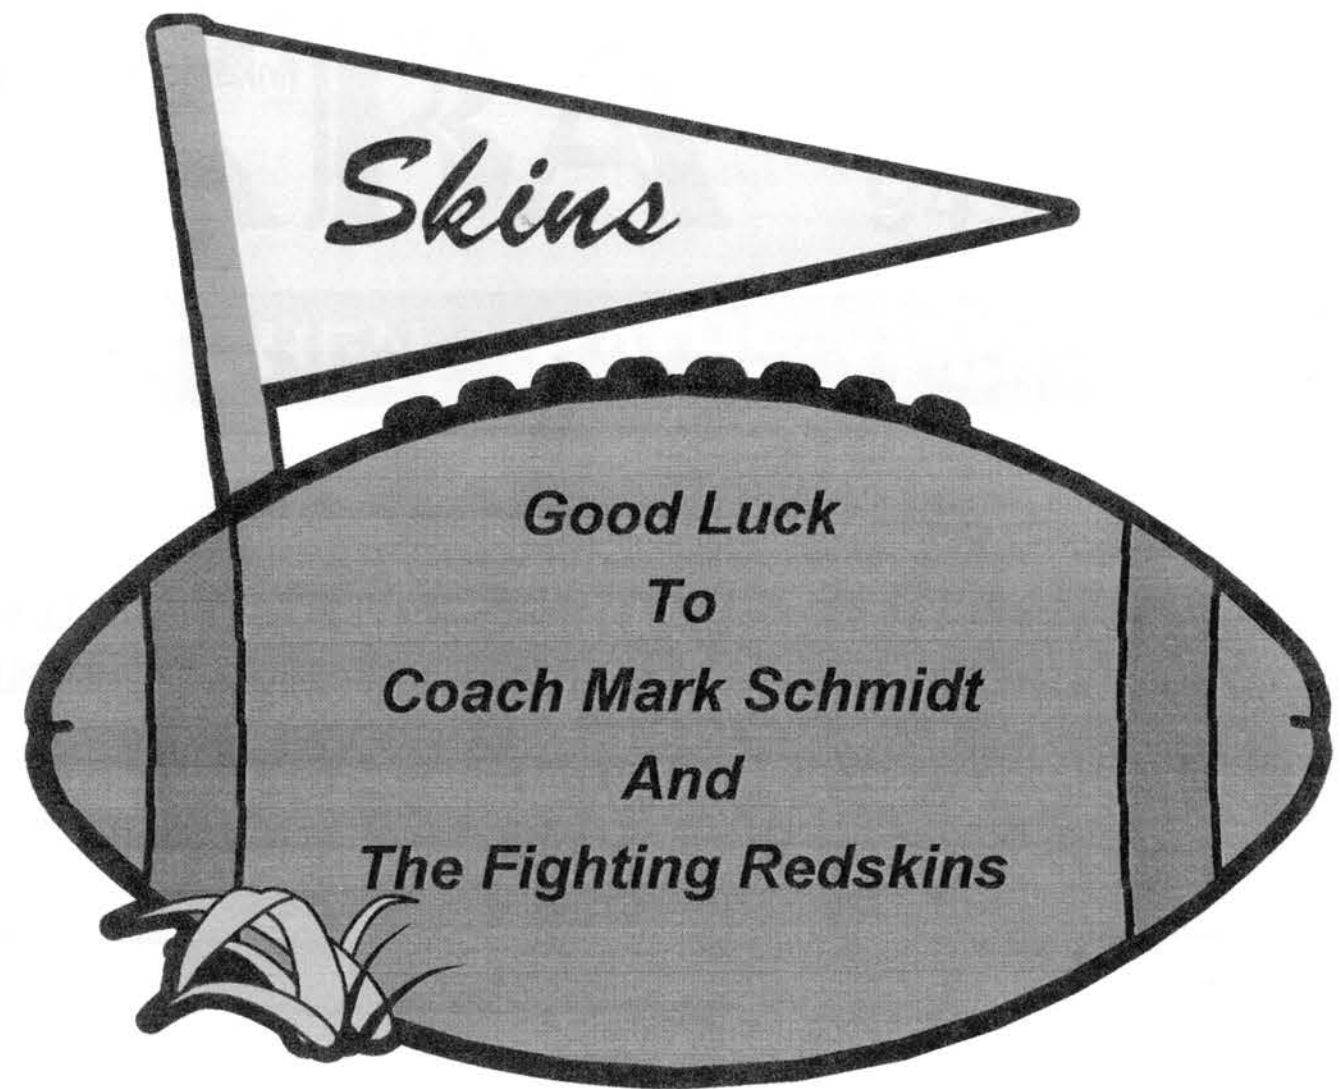 Skins
Good Luck
To
Coach Mark Schmidt
And
The Fighting Redskins